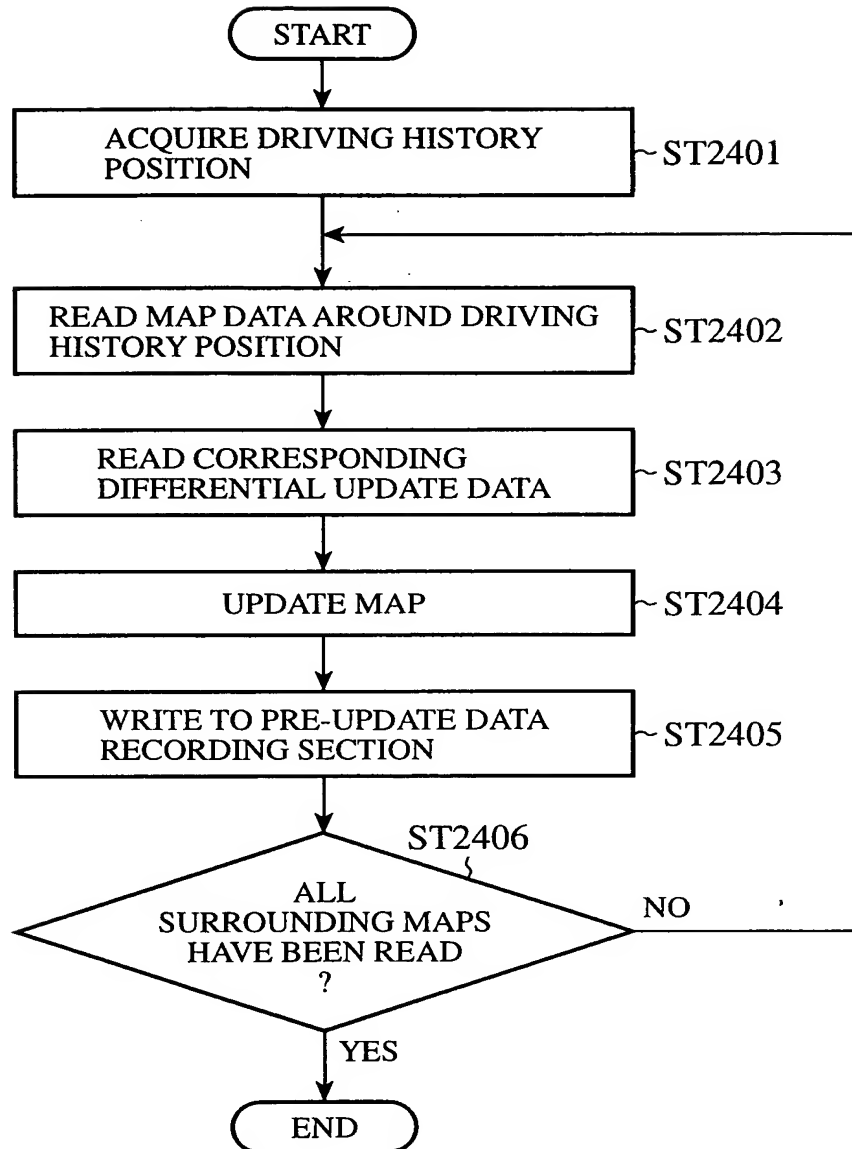 START
ACQUIRE DRIVING HISTORY
POSITION
ST2401
READ MAP DATA AROUND DRIVING
HISTORY POSITION
ST2402
READ CORRESPONDING
DIFFERENTIAL UPDATE DATA
ST2403
UPDATE MAP
ST2404
WRITE TO PRE-UPDATE DATA
RECORDING SECTION
ST2405
ST2406
ALL
SURROUNDING MAPS
HAVE BEEN READ
?
NO
YES
END